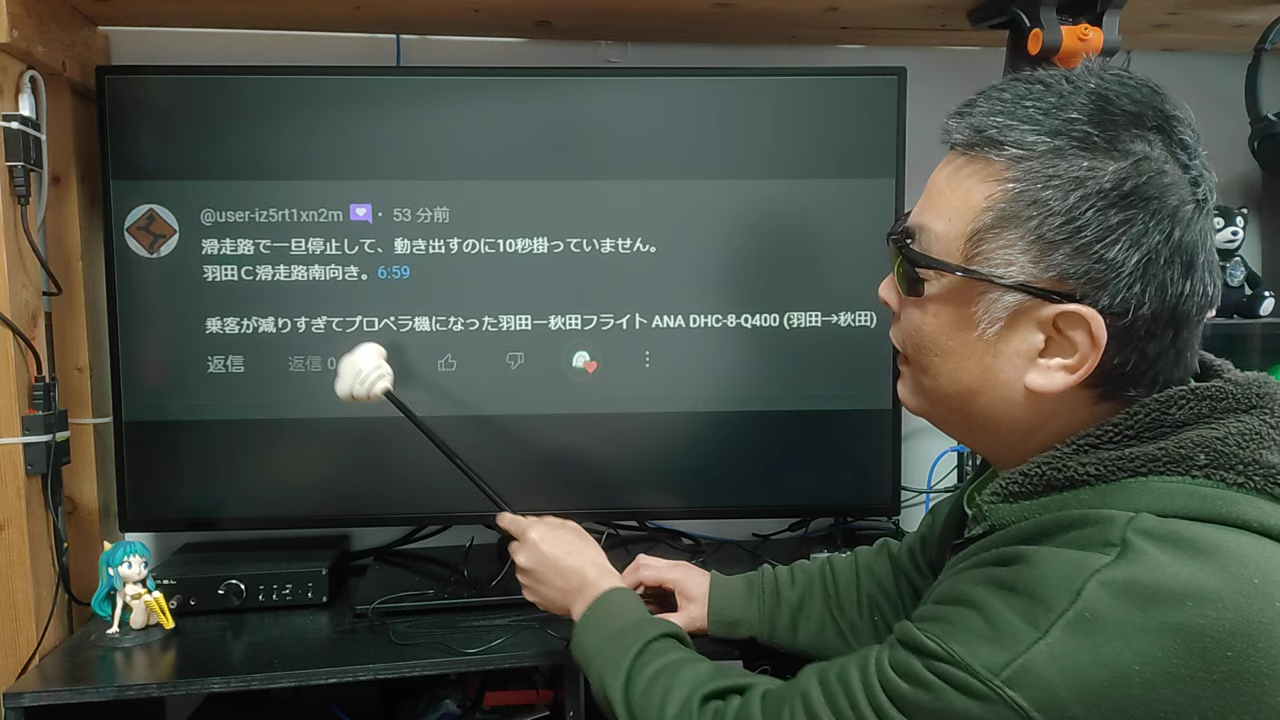 @user-iz5rt1xn2m · 53 分前
滑走路で一旦停止して、動き出すのに10秒掛っていません。
羽田C滑走路南向き。6:59
乗客が減りすぎてプロペラ機になった羽田ー秋田フライト ANA DHC-8-Q400 (羽田→秋田)
返信
返信 0